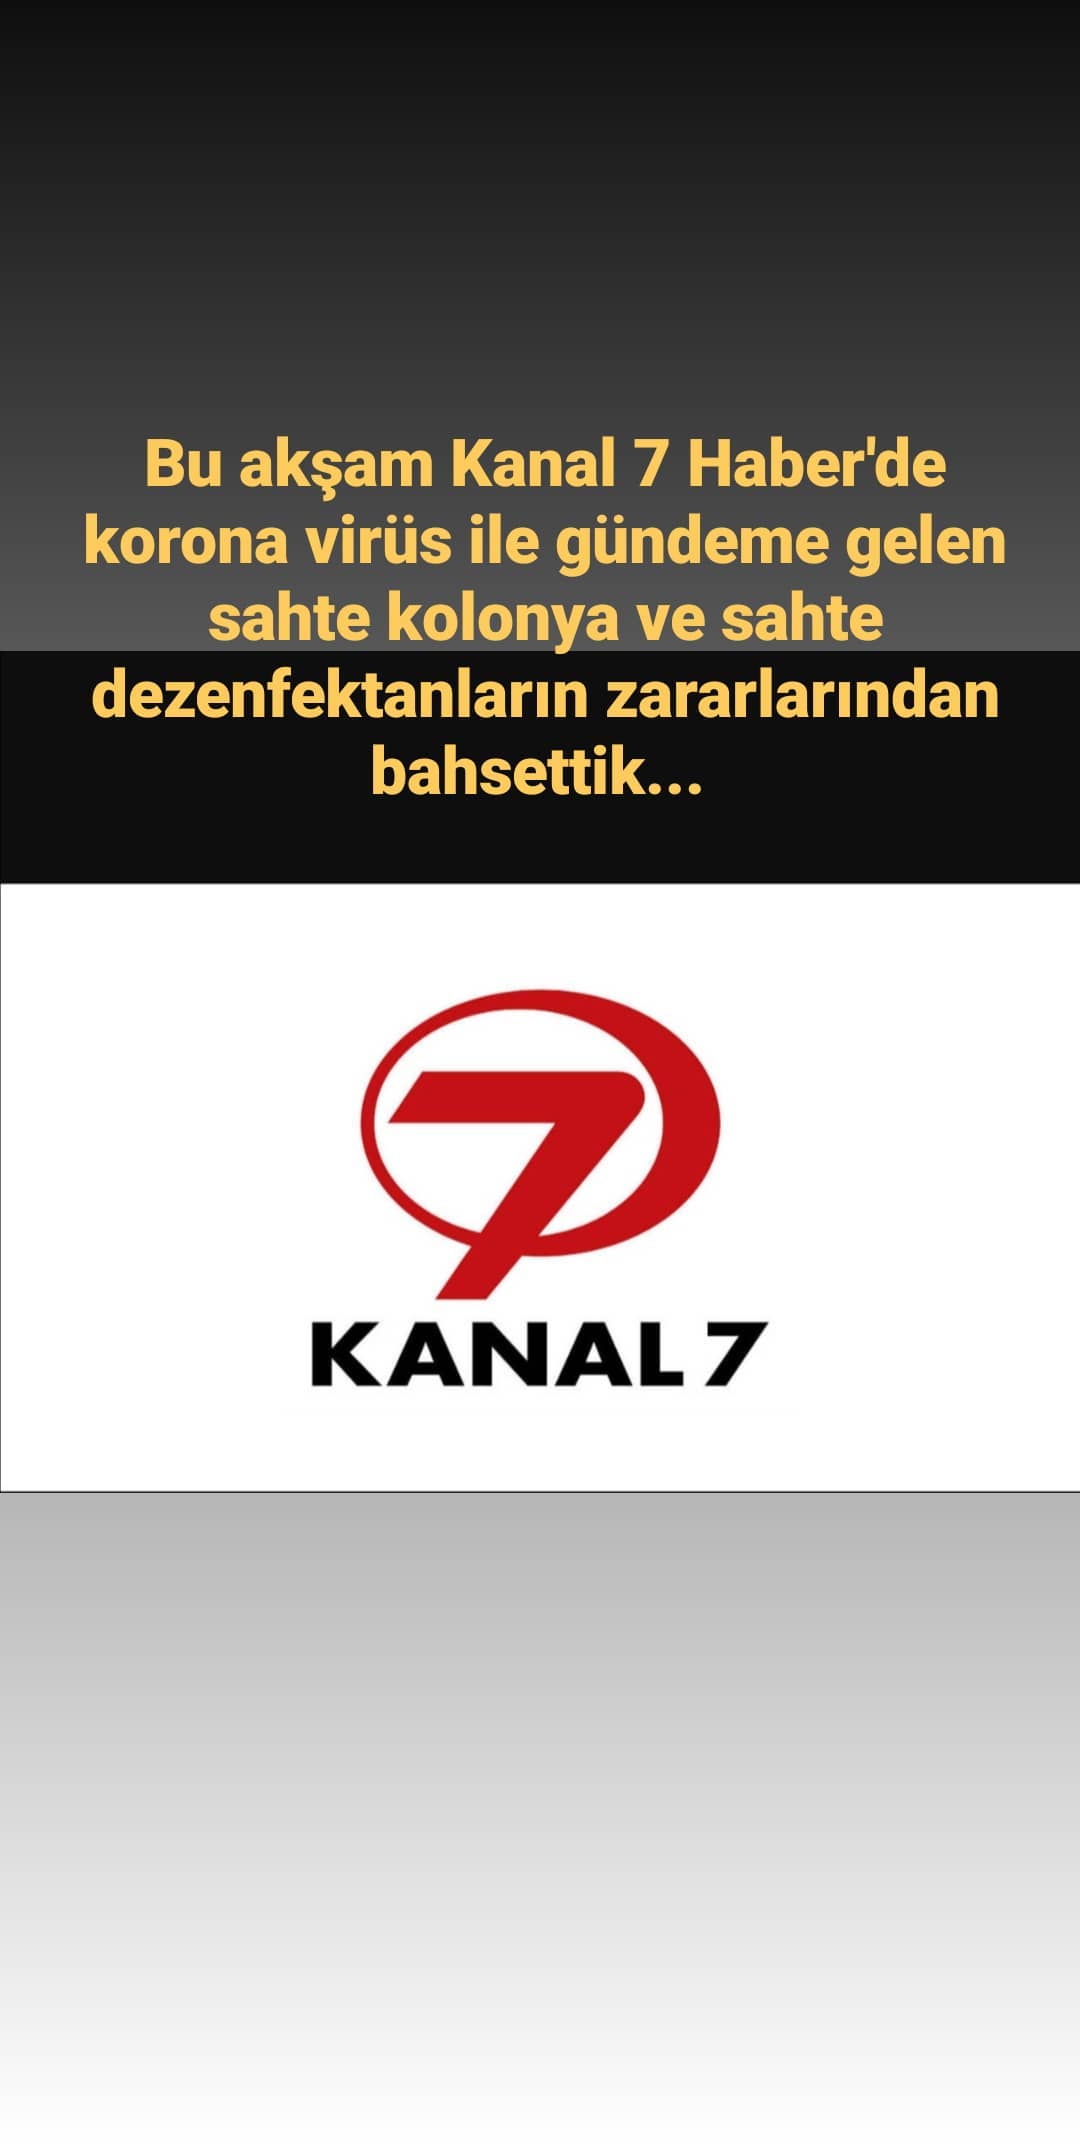 Bu akşam Kanal 7 Haber'de
korona virüs ile gündeme gelen
sahte kolonya ve sahte
dezenfektanların zararlarından
bahsettik...
7
KANAL 7